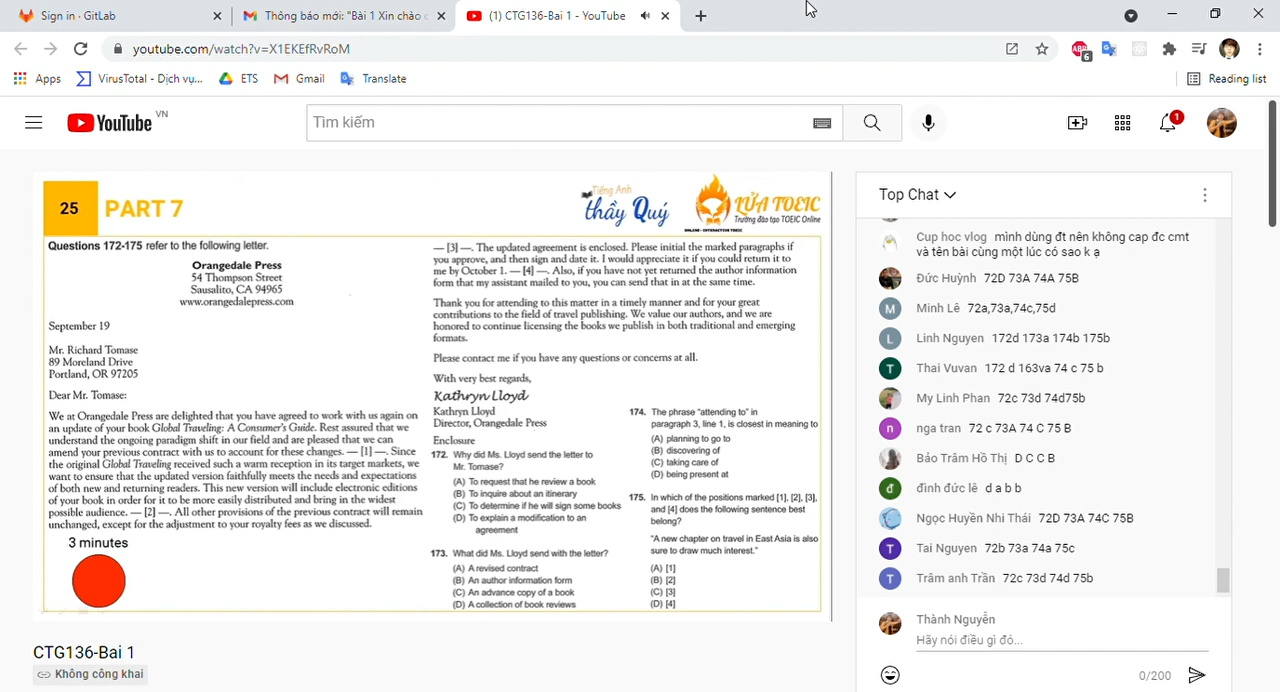 Sign in · GitLab
Thông báo mới: "Bài 1 Xin chào c
(1) CTG136-Bai 1 - YouTube
youtube.com/watch?v=X1EKEfRvRoM
ABP
6
Apps
VirusTotal - Dịch vụ...
ETS
Gmail
Translate
Reading list
YouTube VN
Tìm kiếm
1
25
PART 7
Tiếng Anh
thầy Quý
LỬA TOEIC
Trường đào tạo TOEIC Online
ONLINE - INTERACTIVE TOEIC
Questions 172-175 refer to the following letter.
Orangedale Press
54 Thompson Street
Sausalito, CA 94965
www.orangedalepress.com
September 19
Mr. Richard Tomase
89 Moreland Drive
Portland, OR 97205
Dear Mr. Tomase:
We at Orangedale Press are delighted that you have agreed to work with us again on
an update of your book Global Traveling: A Consumer's Guide. Rest assured that we
understand the ongoing paradigm shift in our field and are pleased that we can
amend your previous contract with us to account for these changes. — [1] —. Since
the original Global Traveling received such a warm reception in its target markets, we
want to ensure that the updated version faithfully meets the needs and expectations
of both new and returning readers. This new version will include electronic editions
of your book in order for it to be more easily distributed and bring in the widest
possible audience. — [2] —. All other provisions of the previous contract will remain
unchanged, except for the adjustment to your royalty fees as we discussed.
3 minutes
— [3] —. The updated agreement is enclosed. Please initial the marked paragraphs if
you approve, and then sign and date it. I would appreciate it if you could return it to
me by October 1. — [4] —. Also, if you have not yet returned the author information
form that my assistant mailed to you, you can send that in at the same time.
Thank you for attending to this matter in a timely manner and for your great
contributions to the field of travel publishing. We value our authors, and we are
honored to continue licensing the books we publish in both traditional and emerging
formats.
Please contact me if you have any questions or concerns at all.
With very best regards,
Kathryn Lloyd
Kathryn Lloyd
Director, Orangedale Press
Enclosure
172. Why did Ms. Lloyd send the letter to
Mr. Tomase?
(A) To request that he review a book
(B) To inquire about an itinerary
(C) To determine if he will sign some books
(D) To explain a modification to an
agreement
173. What did Ms. Lloyd send with the letter?
(A) A revised contract
(B) An author information form
(C) An advance copy of a book
(D) A collection of book reviews
174. The phrase "attending to" in
paragraph 3, line 1, is closest in meaning to
(A) planning to go to
(B) discovering of
(C) taking care of
(D) being present at
175. In which of the positions marked [1], [2], [3],
and [4] does the following sentence best
belong?
"A new chapter on travel in East Asia is also
sure to draw much interest."
(A) [1]
(B) [2]
(C) [3]
(D) [4]
CTG136-Bai 1
Không công khai
Top Chat
Cup hoc vlog mình dùng đt nên không cap đc cmt
và tên bài cùng một lúc có sao k ạ
Đức Huỳnh 72D 73A 74A 75B
M Minh Lê 72a,73a,74c,75d
L Linh Nguyen 172d 173a 174b 175b
T Thai Vuvan 172 d 163va 74 c 75 b
My Linh Phan 72c 73d 74d75b
n nga tran 72 c 73A 74 C 75 B
Bảo Trâm Hồ Thị D C C B
đ đình đức lê d a b b
Ngọc Huyền Nhi Thái 72D 73A 74C 75B
T Tai Nguyen 72b 73a 74a 75c
T Trâm anh Trần 72c 73d 74d 75b
Thành Nguyễn
Hãy nói điều gì đó...
0/200